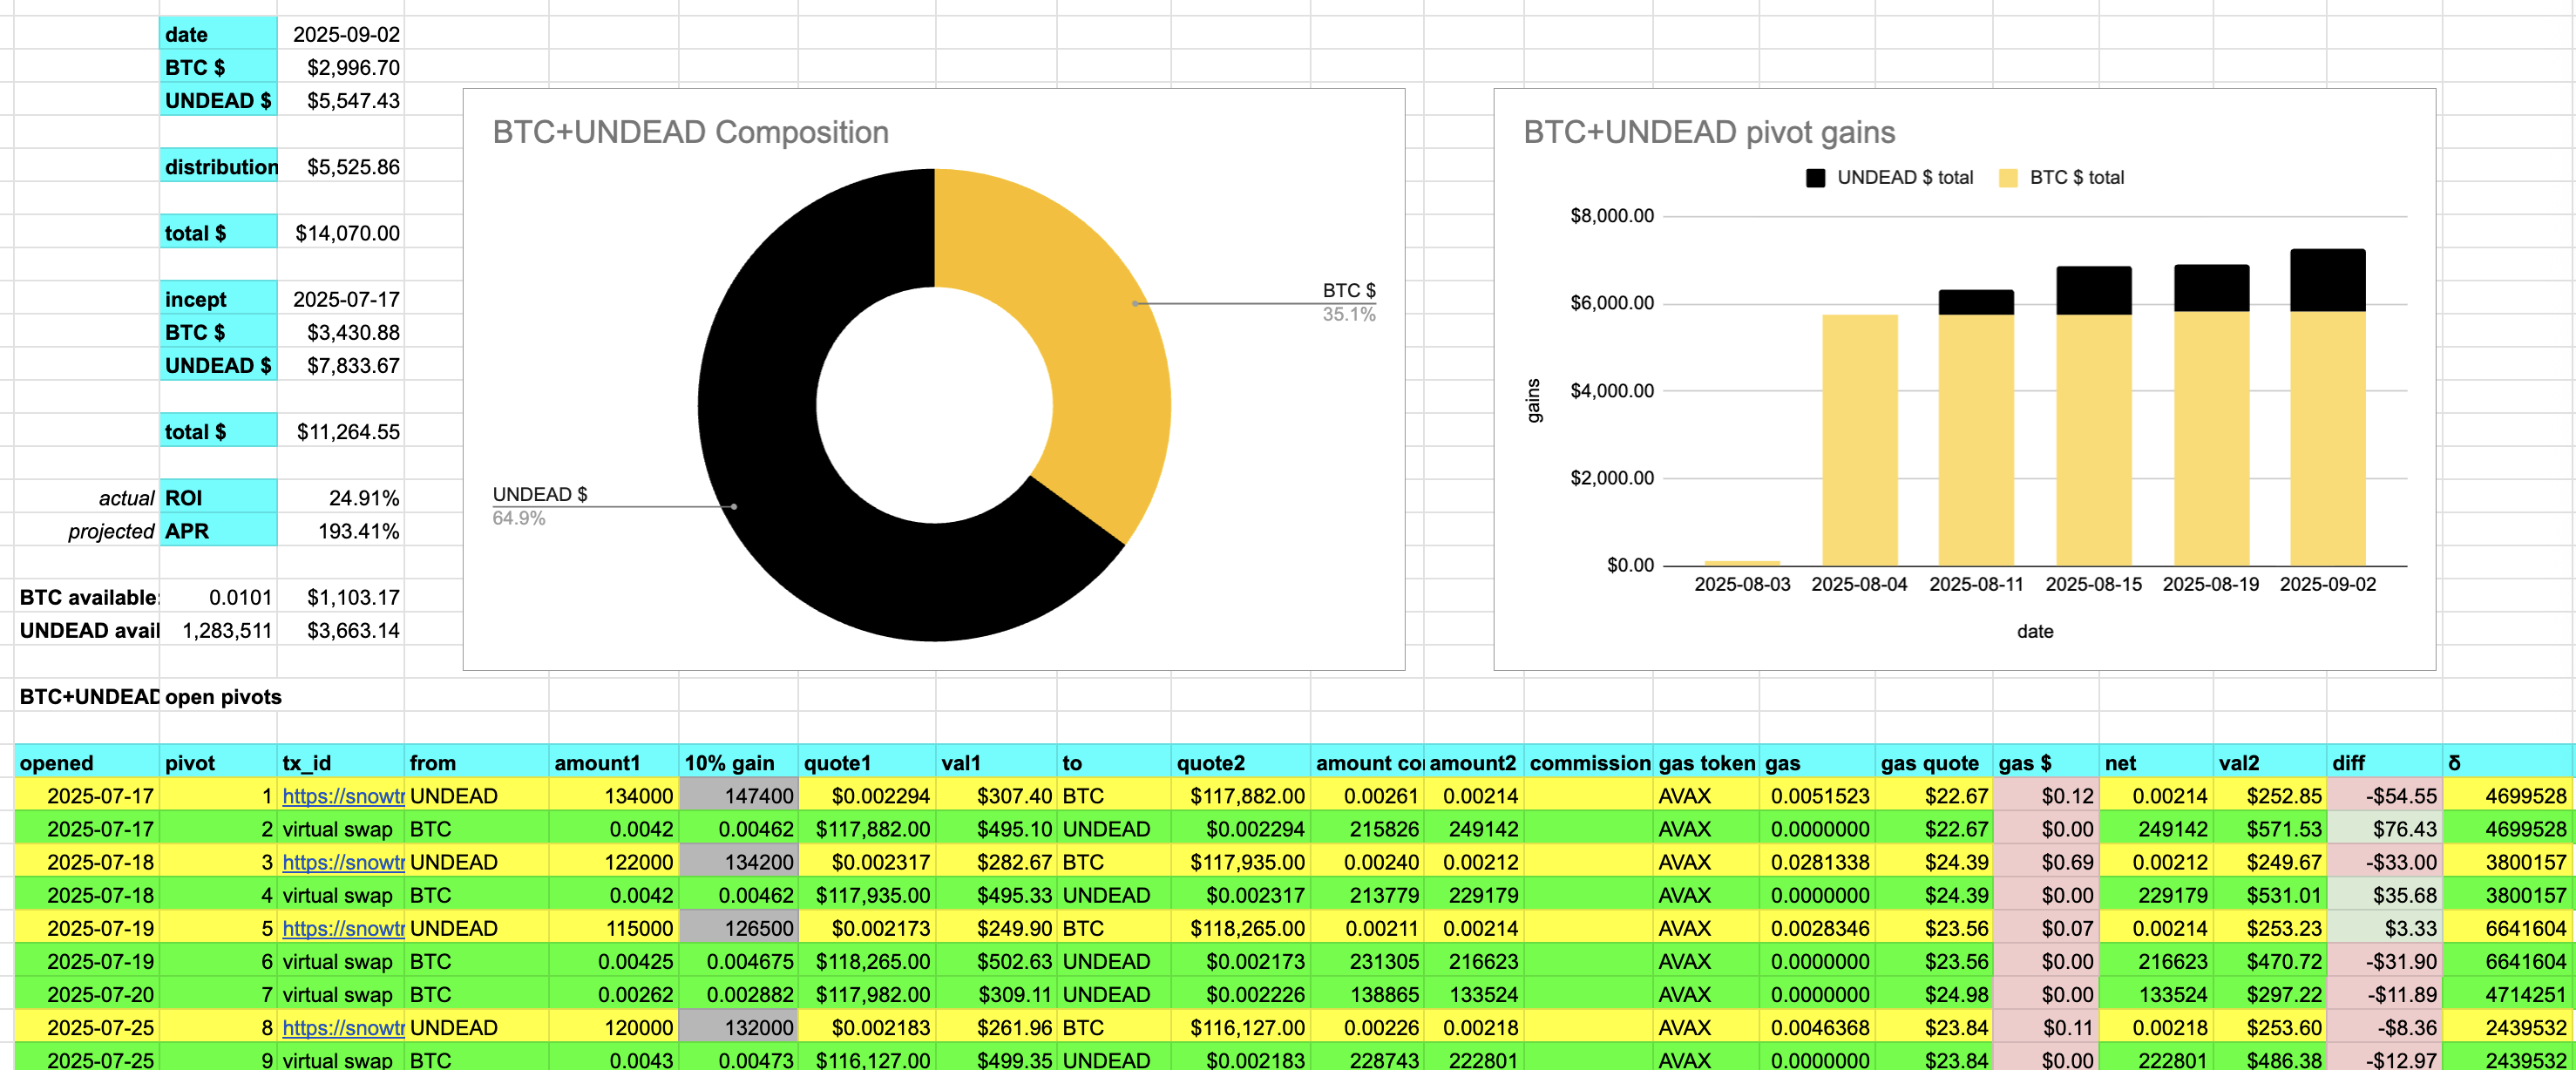 date 2025-09-02
BTC $ $2,996.70
UNDEAD $ $5,547.43
distribution $5,525.86
total $ $14,070.00
incept 2025-07-17
BTC $ $3,430.88
UNDEAD $ $7,833.67
total $ $11,264.55
actual ROI 24.91%
projected APR 193.41%
BTC available: 0.0101 $1,103.17
UNDEAD avail 1,283,511 $3,663.14
BTC+UNDEAD Composition
BTC $
35.1%
UNDEAD $
64.9%
BTC+UNDEAD pivot gains
UNDEAD $ total BTC $ total
$8,000.00
$6,000.00
$4,000.00
$2,000.00
$0.00
gains
2025-08-03 2025-08-04 2025-08-11 2025-08-15 2025-08-19 2025-09-02
date
BTC+UNDEAD open pivots
opened pivot tx_id from amount1 10% gain quote1 val1 to quote2 amount co amount2 commission gas token gas gas quote gas $ net val2 diff δ
2025-07-17 1 https://snowtr UNDEAD 134000 147400 $0.002294 $307.40 BTC $117,882.00 0.00261 0.00214 AVAX 0.0051523 $22.67 $0.12 0.00214 $252.85 -$54.55 4699528
2025-07-17 2 virtual swap BTC 0.0042 0.00462 $117,882.00 $495.10 UNDEAD $0.002294 215826 249142 AVAX 0.0000000 $22.67 $0.00 249142 $571.53 $76.43 4699528
2025-07-18 3 https://snowtr UNDEAD 122000 134200 $0.002317 $282.67 BTC $117,935.00 0.00240 0.00212 AVAX 0.0281338 $24.39 $0.69 0.00212 $249.67 -$33.00 3800157
2025-07-18 4 virtual swap BTC 0.0042 0.00462 $117,935.00 $495.33 UNDEAD $0.002317 213779 229179 AVAX 0.0000000 $24.39 $0.00 229179 $531.01 $35.68 3800157
2025-07-19 5 https://snowtr UNDEAD 115000 126500 $0.002173 $249.90 BTC $118,265.00 0.00211 0.00214 AVAX 0.0028346 $23.56 $0.07 0.00214 $253.23 $3.33 6641604
2025-07-19 6 virtual swap BTC 0.00425 0.004675 $118,265.00 $502.63 UNDEAD $0.002173 231305 216623 AVAX 0.0000000 $23.56 $0.00 216623 $470.72 -$31.90 6641604
2025-07-20 7 virtual swap BTC 0.00262 0.002882 $117,982.00 $309.11 UNDEAD $0.002226 138865 133524 AVAX 0.0000000 $24.98 $0.00 133524 $297.22 -$11.89 4714251
2025-07-25 8 https://snowtr UNDEAD 120000 132000 $0.002183 $261.96 BTC $116,127.00 0.00226 0.00218 AVAX 0.0046368 $23.84 $0.11 0.00218 $253.60 -$8.36 2439532
2025-07-25 9 virtual swap BTC 0.0043 0.00473 $116,127.00 $499.35 UNDEAD $0.002183 228743 222801 AVAX 0.0000000 $23.84 $0.00 222801 $486.38 -$12.97 2439532